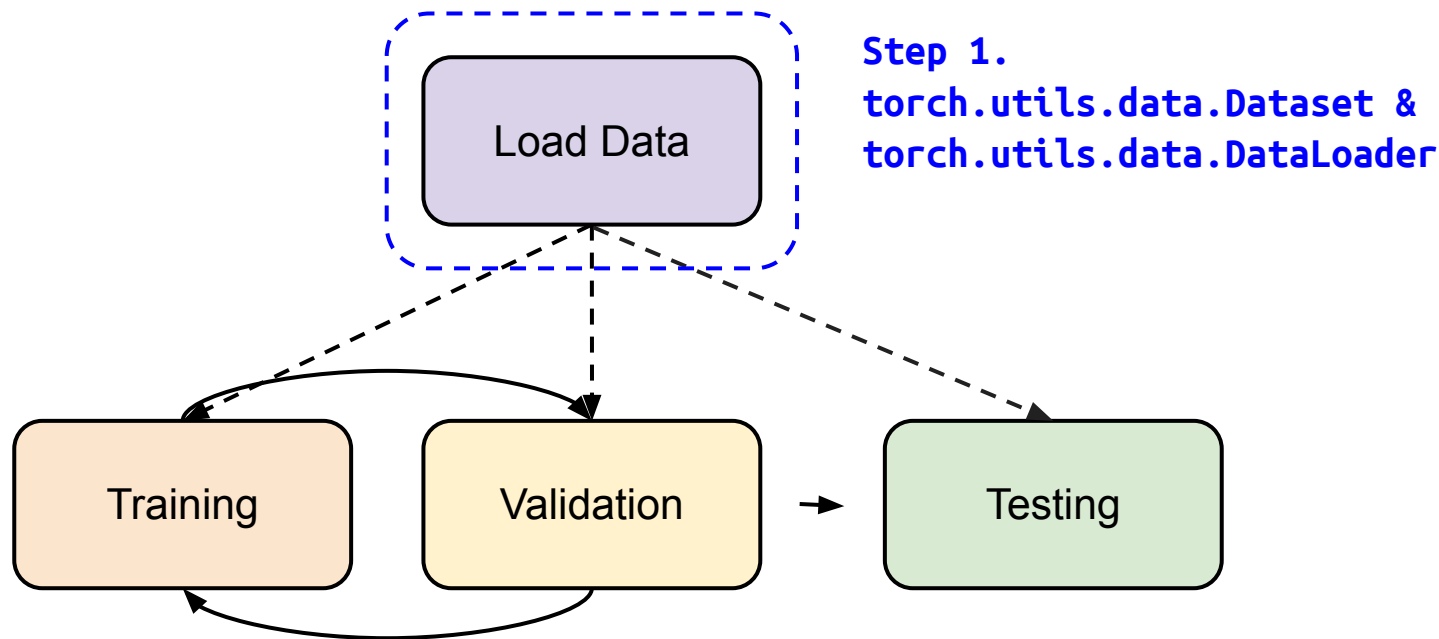 Load Data
Step 1.
torch.utils.data.Dataset &
torch.utils.data.DataLoader
Training
Validation
Testing